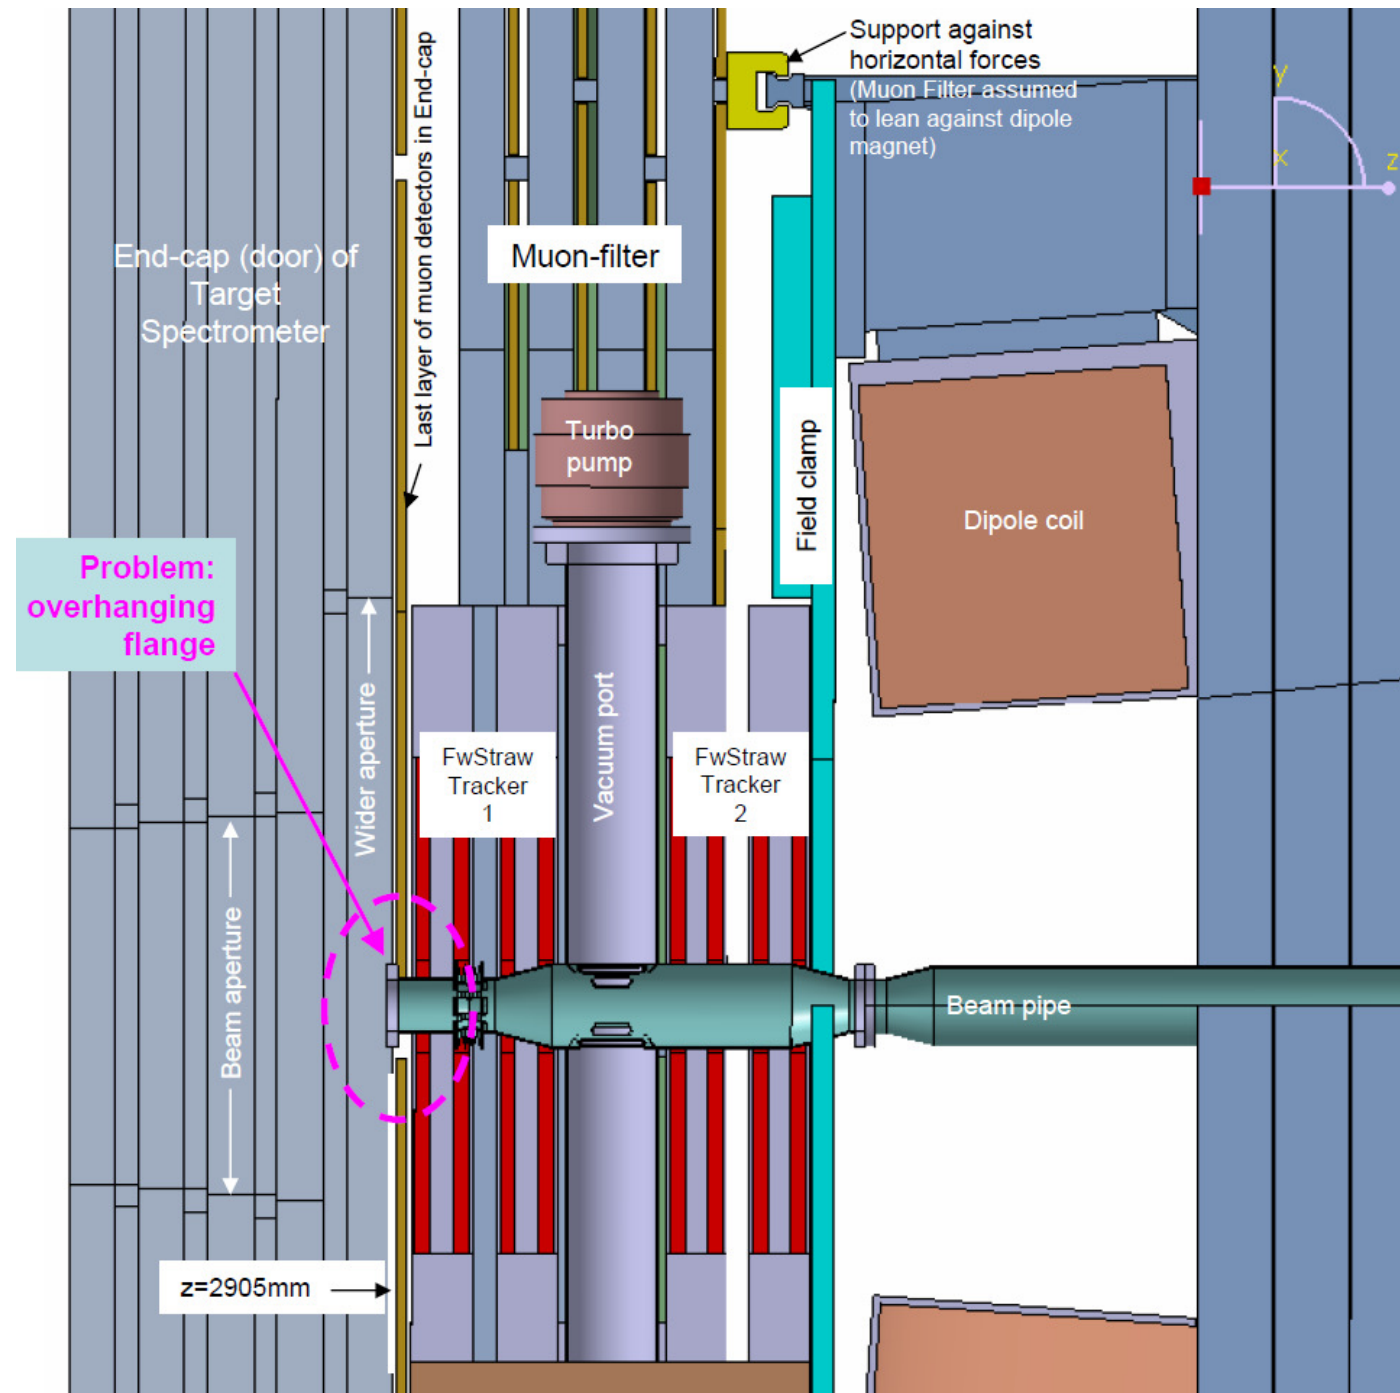 Support against
horizontal forces
(Muon Filter assumed
to lean against dipole
magnet)
y
x
z
Last layer of muon detectors in End-cap
End-cap (door) of
Target
Spectrometer
Muon-filter
Turbo
pump
Field clamp
Dipole coil
Problem:
overhanging
flange
Wider aperture
Vacuum port
FwStraw
Tracker
1
FwStraw
Tracker
2
Beam aperture
Beam pipe
z=2905mm